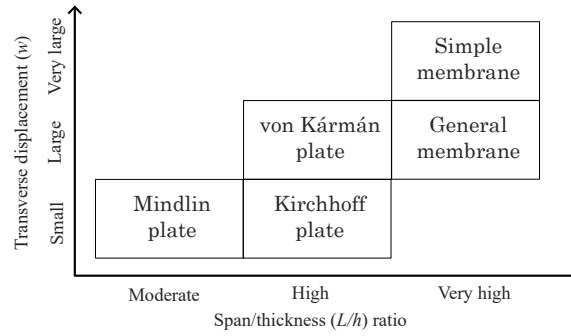 Transverse displacement (w)
Very large
Large
Small
Simple
membrane
von Kármán
plate
General
membrane
Mindlin
plate
Kirchhoff
plate
Moderate
High
Very high
Span/thickness (L/h) ratio